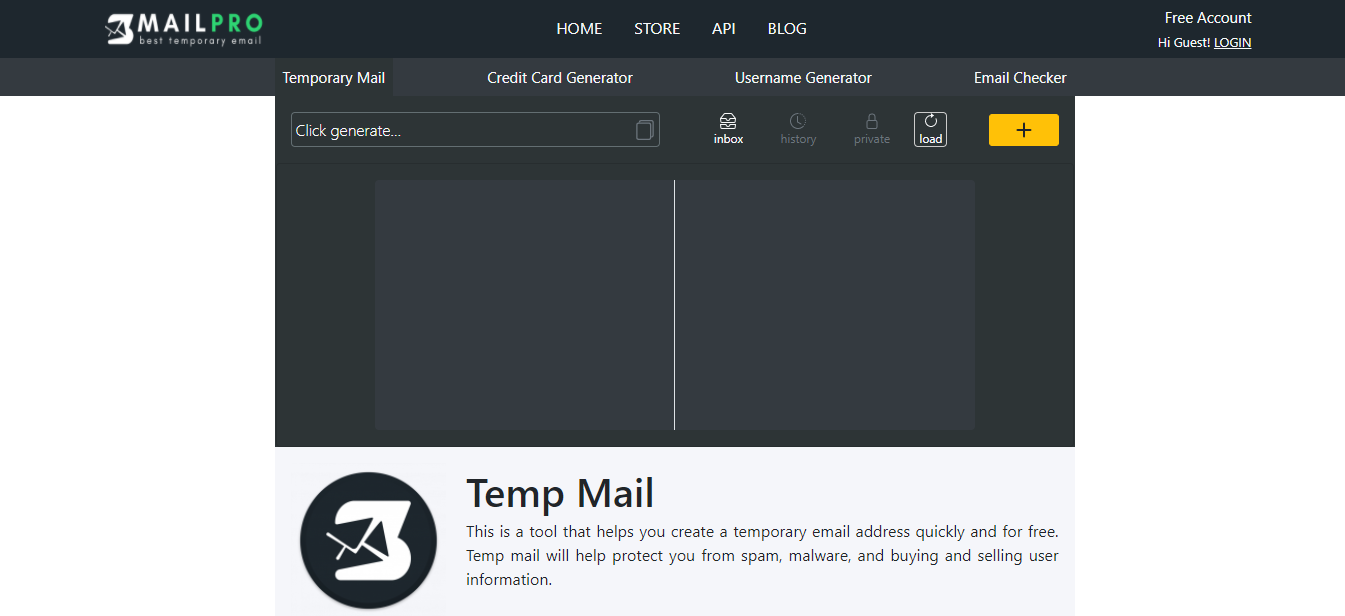 MAILPRO
best temporary email
HOME STORE API BLOG
Free Account
Hi Guest! LOGIN
Temporary Mail Credit Card Generator Username Generator Email Checker
Click generate...
inbox history private load
Temp Mail
This is a tool that helps you create a temporary email address quickly and for free.
Temp mail will help protect you from spam, malware, and buying and selling user
information.